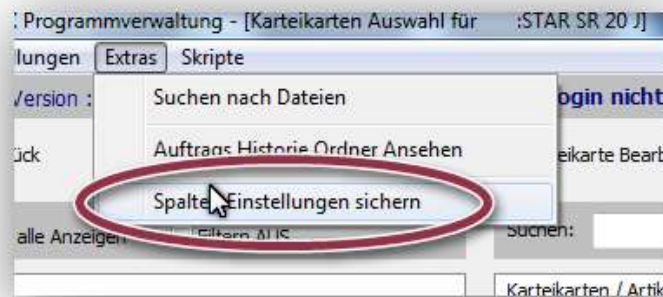 Programmverwaltung - [Karteikarten Auswahl für :STAR SR 20 J]
llungen Extras Skripte
Version : ogin nicht
Suchen nach Dateien
ück Auftrags Historie Ordner Ansehen eikarte Bearb
Spalten Einstellungen sichern
alle Anzeigen Filtern AUS Suchen:
Karteikarten / Artik